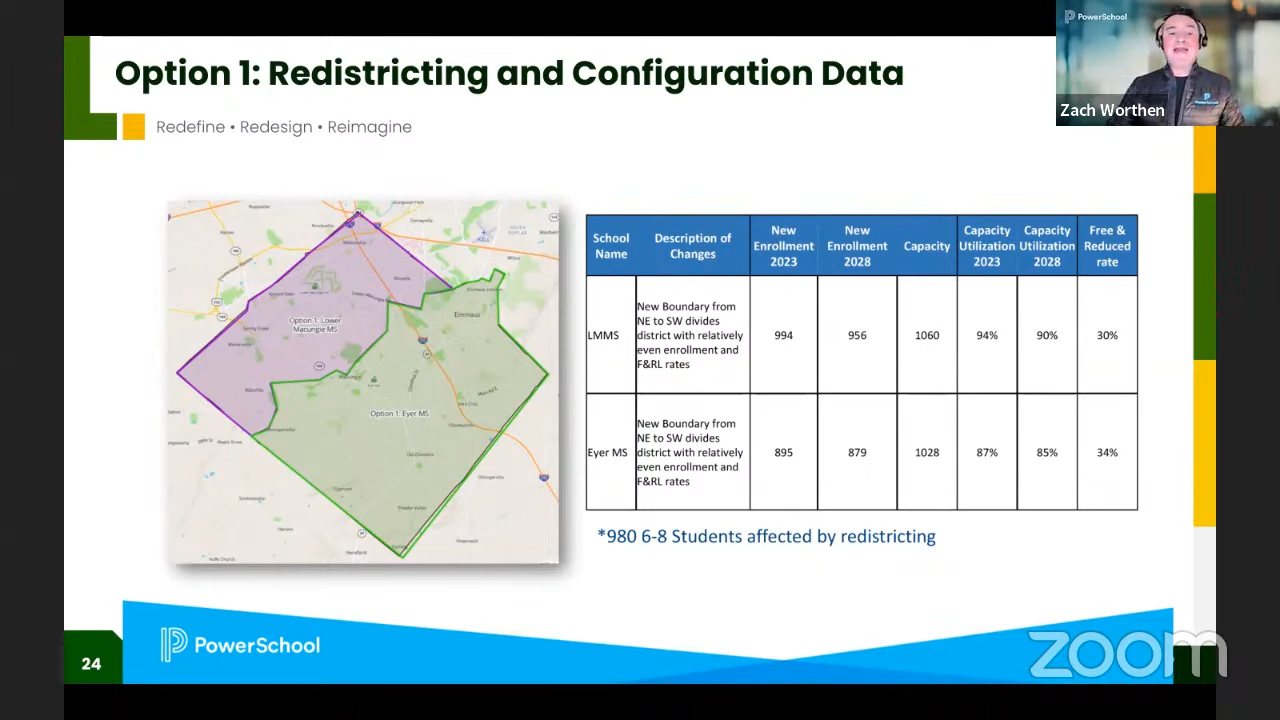 Option 1: Redistricting and Configuration Data
PowerSchool
Zach Worthen
Redefine • Redesign • Reimagine
Option 1: Lower
Macungie MS
Emmaus
Macungie
Option 1: Eyer MS
Hereford
School
Name
Description of
Changes
New
Enrollment
2023
New
Enrollment
2028
Capacity
Capacity
Utilization
2023
Capacity
Utilization
2028
Free &
Reduced
rate
LMMS
New Boundary from
NE to SW divides
district with relatively
even enrollment and
F&RL rates
994
956
1060
94%
90%
30%
Eyer MS
New Boundary from
NE to SW divides
district with relatively
even enrollment and
F&RL rates
895
879
1028
87%
85%
34%
*980 6-8 Students affected by redistricting
PowerSchool
24
zoom